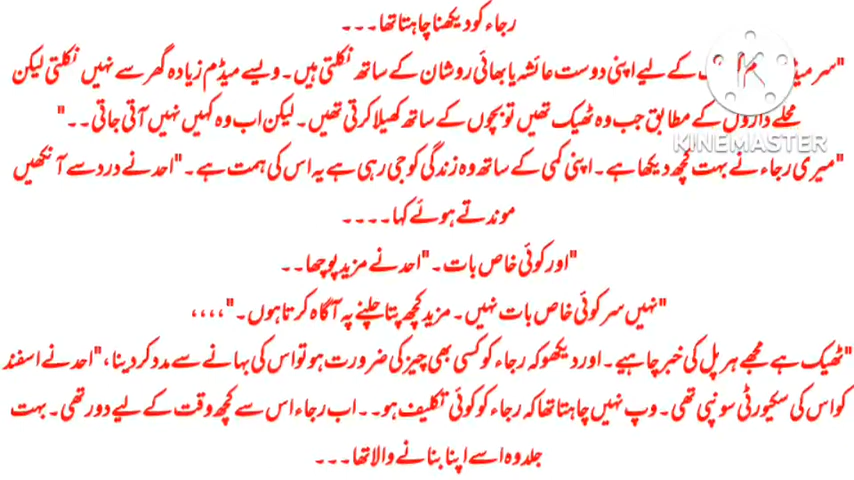 رجاء کو دیکھنا چاہتا تھا۔۔۔
"سر میڈ کے لیے اپنی دوست عائشہ یا بھائی روشان کے ساتھ نکلتی ہیں۔ ویسے میڈم زیادہ گھر سے نہیں نکلتی لیکن
محلے داروں کے مطابق جب وہ ٹھیک تھیں تو بچوں کے ساتھ کھیلا کرتی تھیں۔ لیکن اب وہ کہیں نہیں آتی جاتی۔۔"
KINEMASTER
"میری رجاء نے بہت کچھ دیکھا ہے۔ اپنی کمی کے ساتھ وہ زندگی کو جی رہی ہے یہ اس کی ہمت ہے۔" احد نے درد سے آنکھیں
موندتے ہوئے کہا۔۔۔۔
"اور کوئی خاص بات۔" احد نے مزید پوچھا۔۔
"نہیں سر کوئی خاص بات نہیں۔ مزید کچھ پتا چلنے پہ آگاہ کرتا ہوں۔",,,,
"ٹھیک ہے مجھے ہر پل کی خبر چاہیے۔ اور دیکھو کہ رجاء کو کسی بھی چیز کی ضرورت ہو تو اس کی بہانے سے مدد کر دینا،" احد نے اسفند
کو اس کی سکیورٹی سونپی تھی۔ وپ نہیں چاہتا تھا کہ رجاء کو کوئی تکلیف ہو۔۔ اب رجاء اس سے کچھ وقت کے لیے دور تھی۔ بہت
جلد وہ اسے اپنا بنانے والا تھا۔۔۔